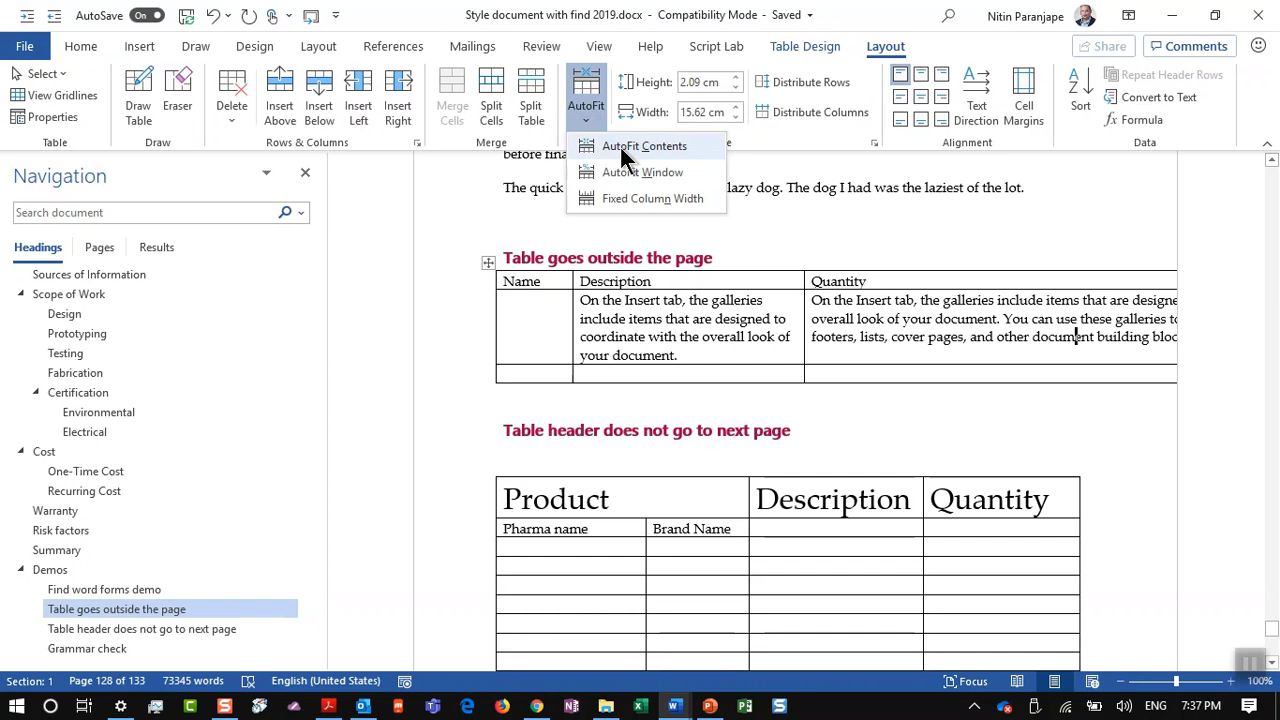 AutoSave On Style document with find 2019.docx - Compatibility Mode - Saved Nitin Paranjape
File Home Insert Draw Design Layout References Mailings Review View Help Script Lab Table Design Layout Share Comments
Select
View Gridlines
Properties
Table
Draw Table
Eraser
Draw
Delete
Insert Above
Insert Below
Insert Left
Insert Right
Rows & Columns
Merge Cells
Split Cells
Split Table
Merge
AutoFit
Height: 2.09 cm
Width: 15.62 cm
Distribute Rows
Distribute Columns
Text Direction
Cell Margins
Alignment
Sort
Repeat Header Rows
Convert to Text
Formula
Data
AutoFit Contents
AutoFit Window
Fixed Column Width
Navigation
Search document
Headings Pages Results
Sources of Information
Scope of Work
Design
Prototyping
Testing
Fabrication
Certification
Environmental
Electrical
Cost
One-Time Cost
Recurring Cost
Warranty
Risk factors
Summary
Demos
Find word forms demo
Table goes outside the page
Table header does not go to next page
Grammar check
before fina
The quick lazy dog. The dog I had was the laziest of the lot.
Table goes outside the page
Name Description Quantity
On the Insert tab, the galleries
include items that are designed to
coordinate with the overall look of
your document.
On the Insert tab, the galleries include items that are designe
overall look of your document. You can use these galleries to
footers, lists, cover pages, and other document building bloc
Table header does not go to next page
Product Description Quantity
Pharma name Brand Name
Section: 1 Page 128 of 133 73345 words English (United States) Focus 100%
ENG 7:37 PM